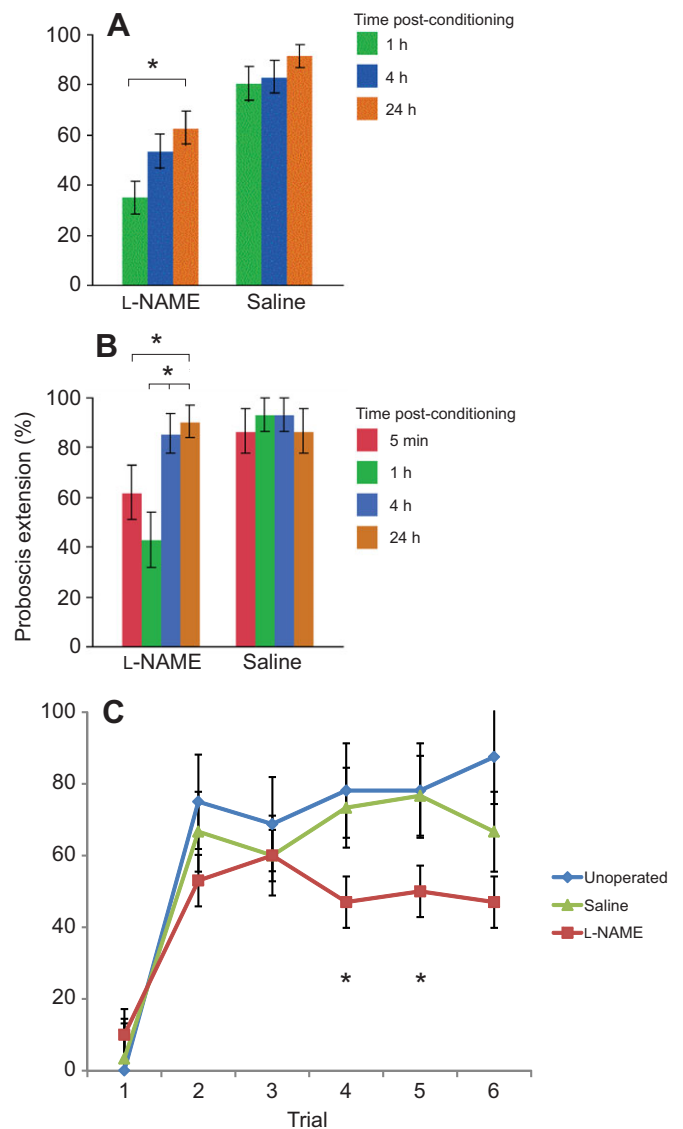 A
Time post-conditioning
1 h
4 h
24 h
100
80
60
40
20
0
*
L-NAME
Saline
B
Proboscis extension (%)
*
*
100
80
60
40
20
0
L-NAME
Saline
Time post-conditioning
5 min
1 h
4 h
24 h
C
100
80
60
40
20
0
*
*
Unoperated
Saline
L-NAME
1 2 3 4 5 6
Trial